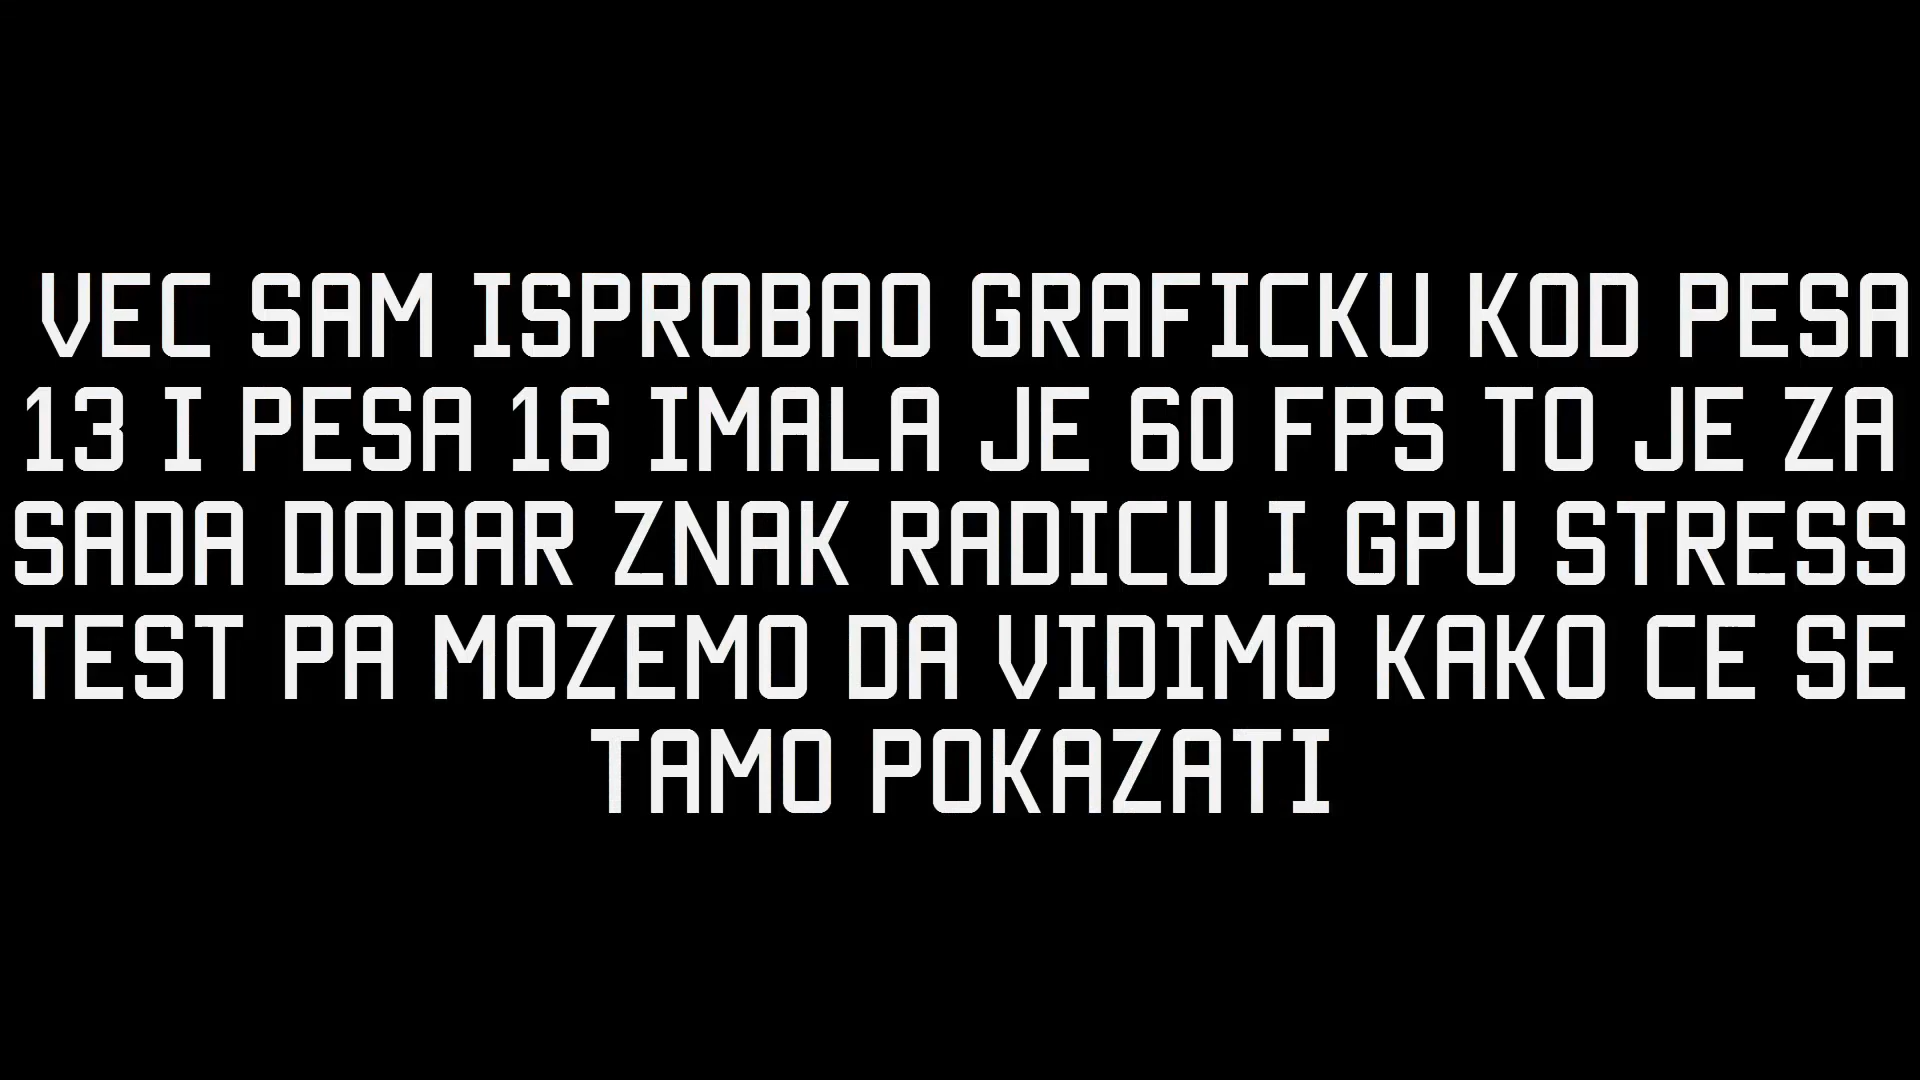 VEC SAM ISPROBAO GRAFICKU KOD PESA
13 I PESA 16 IMALA JE 60 FPS TO JE ZA
SADA DOBAR ZNAK RADICU I GPU STRESS
TEST PA MOZEMO DA VIDIMO KAKO CE SE
TAMO POKAZATI